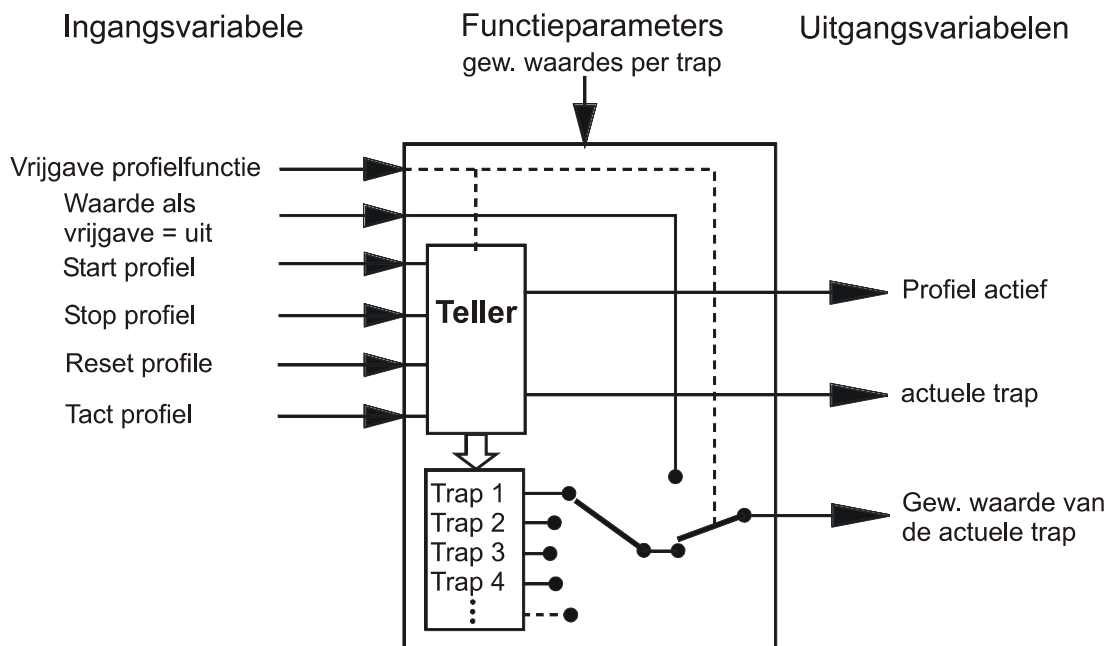 Ingangsvariabele
Functieparameters
gew. waardes per trap
Uitgangsvariabelen
Vrijgave profielfunctie
Waarde als
vrijgave = uit
Start profiel
Stop profiel
Reset profile
Tact profiel
Teller
Profiel actief
actuele trap
Trap 1
Trap 2
Trap 3
Trap 4
Gew. waarde van
de actuele trap